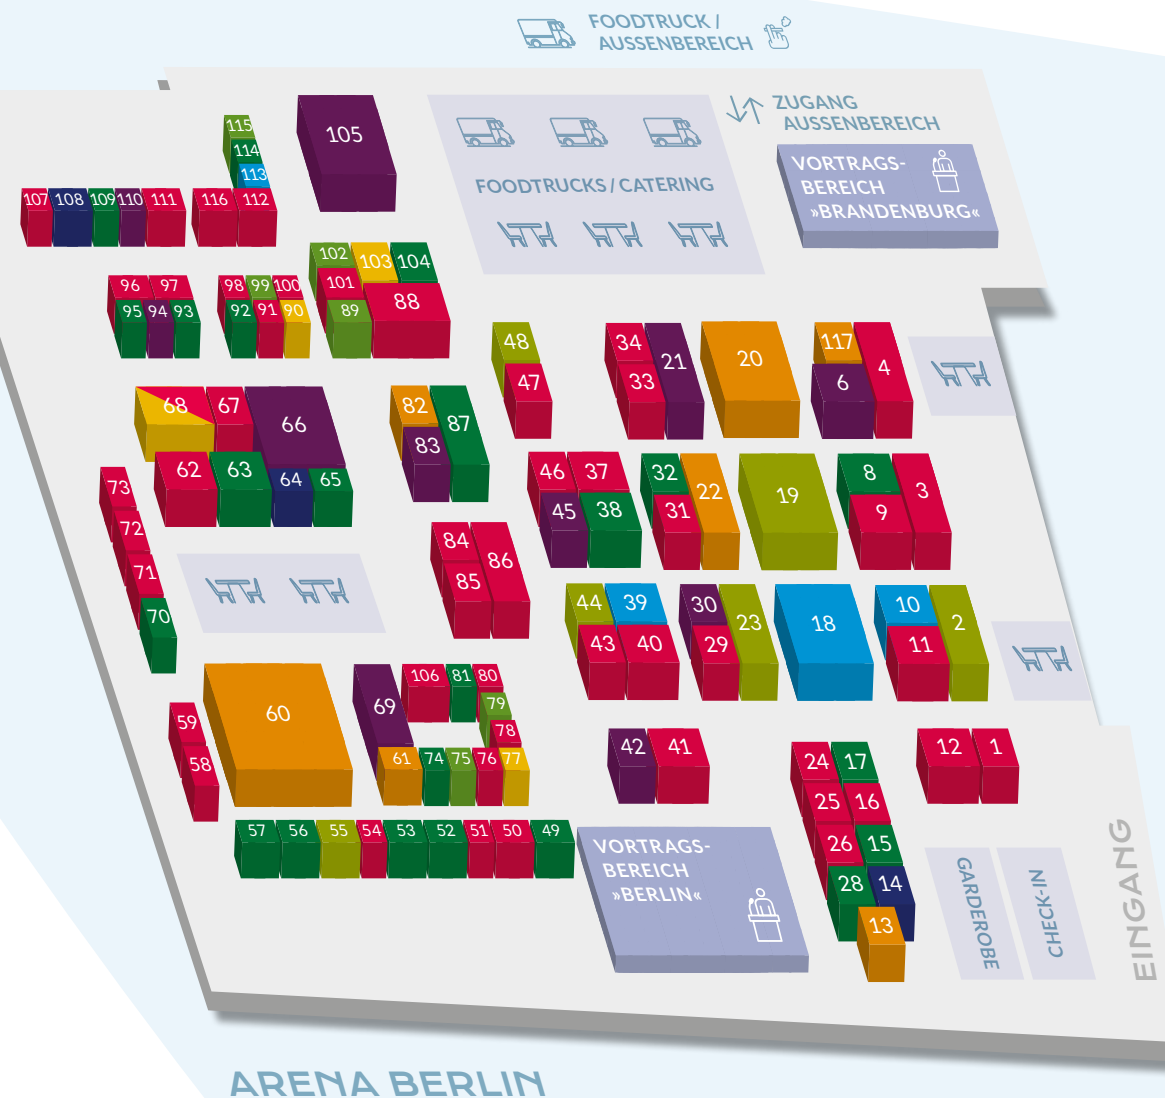 FOODTRUCK /
AUSSENBEREICH
ZUGANG
AUSSENBEREICH
115
105
114
113
107 108 109 110 111 116 112
FOODTRUCKS / CATERING
VORTRAGS-
BEREICH
»BRANDENBURG«
102 103 104
96 97 98 99 100 101
95 94 93 92 91 90 89 88
48 34 21 20 117 4
47 33 6
68 67 66 82 87
83
62 63 64 65
46 37 32 22 19 8 3
45 38 31 9
73
72
71
70
84 86
85
44 39 30 23 18 10 2
43 40 29 11
59 60 69 106 81 80
79
78
58 61 74 75 76 77
42 41 24 17 12 1
25 16
57 56 55 54 53 52 51 50 49
26 15
28 14
13
VORTRAGS-
BEREICH
»BERLIN«
GARDEROBE
CHECK-IN
EINGANG
ARENA BERLIN